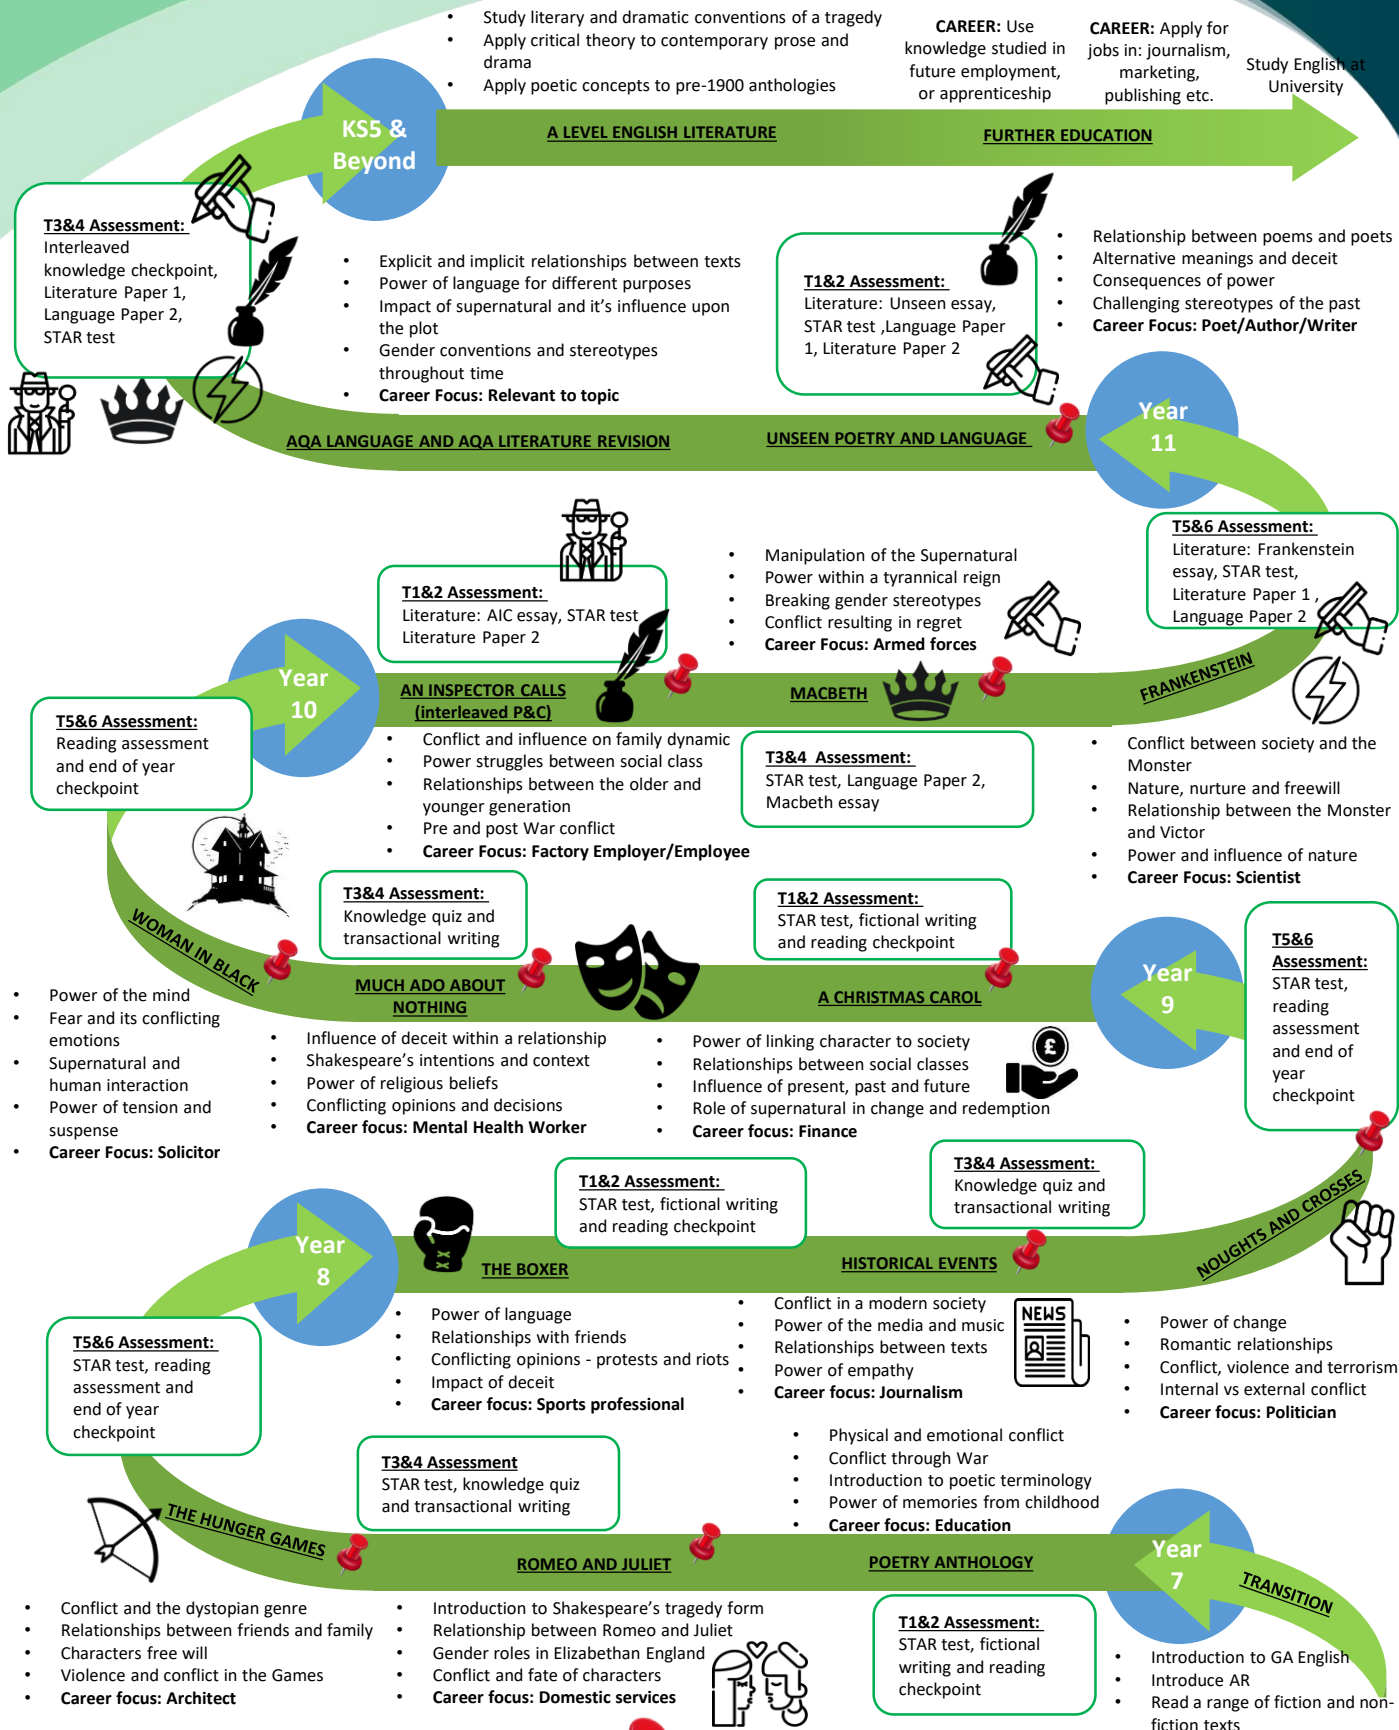 • Study literary and dramatic conventions of a tragedy
• Apply critical theory to contemporary prose and
drama
• Apply poetic concepts to pre-1900 anthologies
CAREER: Use
knowledge studied in
future employment,
or apprenticeship
CAREER: Apply for
jobs in: journalism,
marketing,
publishing etc.
Study English at
University
KS5 &
Beyond
A LEVEL ENGLISH LITERATURE
FURTHER EDUCATION
T3&4 Assessment:
Interleaved
knowledge checkpoint,
Literature Paper 1,
Language Paper 2,
STAR test
• Explicit and implicit relationships between texts
• Power of language for different purposes
• Impact of supernatural and it's influence upon
the plot
• Gender conventions and stereotypes
throughout time
• Career Focus: Relevant to topic
T1&2 Assessment:
Literature: Unseen essay,
STAR test ,Language Paper
1, Literature Paper 2
• Relationship between poems and poets
• Alternative meanings and deceit
• Consequences of power
• Challenging stereotypes of the past
• Career Focus: Poet/Author/Writer
Year
11
AQA LANGUAGE AND AQA LITERATURE REVISION
UNSEEN POETRY AND LANGUAGE
T5&6 Assessment:
Literature: Frankenstein
essay, STAR test,
Literature Paper 1 ,
Language Paper 2
T1&2 Assessment:
Literature: AIC essay, STAR test
Literature Paper 2
• Manipulation of the Supernatural
• Power within a tyrannical reign
• Breaking gender stereotypes
• Conflict resulting in regret
• Career Focus: Armed forces
Year
10
AN INSPECTOR CALLS
(interleaved P&C)
MACBETH
FRANKENSTEIN
T5&6 Assessment:
Reading assessment
and end of year
checkpoint
• Conflict and influence on family dynamic
• Power struggles between social class
• Relationships between the older and
younger generation
• Pre and post War conflict
• Career Focus: Factory Employer/Employee
T3&4 Assessment:
STAR test, Language Paper 2,
Macbeth essay
• Conflict between society and the
Monster
• Nature, nurture and freewill
• Relationship between the Monster
and Victor
• Power and influence of nature
• Career Focus: Scientist
T3&4 Assessment:
Knowledge quiz and
transactional writing
T1&2 Assessment:
STAR test, fictional writing
and reading checkpoint
T5&6
Assessment:
STAR test,
reading
assessment
and end of
year
checkpoint
Year
9
WOMAN IN BLACK
MUCH ADO ABOUT
NOTHING
A CHRISTMAS CAROL
• Power of the mind
• Fear and its conflicting
emotions
• Supernatural and
human interaction
• Power of tension and
suspense
• Career Focus: Solicitor
• Influence of deceit within a relationship
• Shakespeare's intentions and context
• Power of religious beliefs
• Conflicting opinions and decisions
• Career focus: Mental Health Worker
• Power of linking character to society
• Relationships between social classes
• Influence of present, past and future
• Role of supernatural in change and redemption
• Career focus: Finance
£
T1&2 Assessment:
STAR test, fictional writing
and reading checkpoint
T3&4 Assessment:
Knowledge quiz and
transactional writing
Year
8
THE BOXER
HISTORICAL EVENTS
NOUGHTS AND CROSSES
T5&6 Assessment:
STAR test, reading
assessment and
end of year
checkpoint
• Power of language
• Relationships with friends
• Conflicting opinions - protests and riots
• Impact of deceit
• Career focus: Sports professional
• Conflict in a modern society
• Power of the media and music
• Relationships between texts
• Power of empathy
• Career focus: Journalism
NEWS
• Power of change
• Romantic relationships
• Conflict, violence and terrorism
• Internal vs external conflict
• Career focus: Politician
T3&4 Assessment
STAR test, knowledge quiz
and transactional writing
• Physical and emotional conflict
• Conflict through War
• Introduction to poetic terminology
• Power of memories from childhood
• Career focus: Education
THE HUNGER GAMES
ROMEO AND JULIET
POETRY ANTHOLOGY
Year
7
TRANSITION
• Conflict and the dystopian genre
• Relationships between friends and family
• Characters free will
• Violence and conflict in the Games
• Career focus: Architect
• Introduction to Shakespeare's tragedy form
• Relationship between Romeo and Juliet
• Gender roles in Elizabethan England
• Conflict and fate of characters
• Career focus: Domestic services
T1&2 Assessment:
STAR test, fictional
writing and reading
checkpoint
• Introduction to GA English
• Introduce AR
• Read a range of fiction and non-
fiction texts